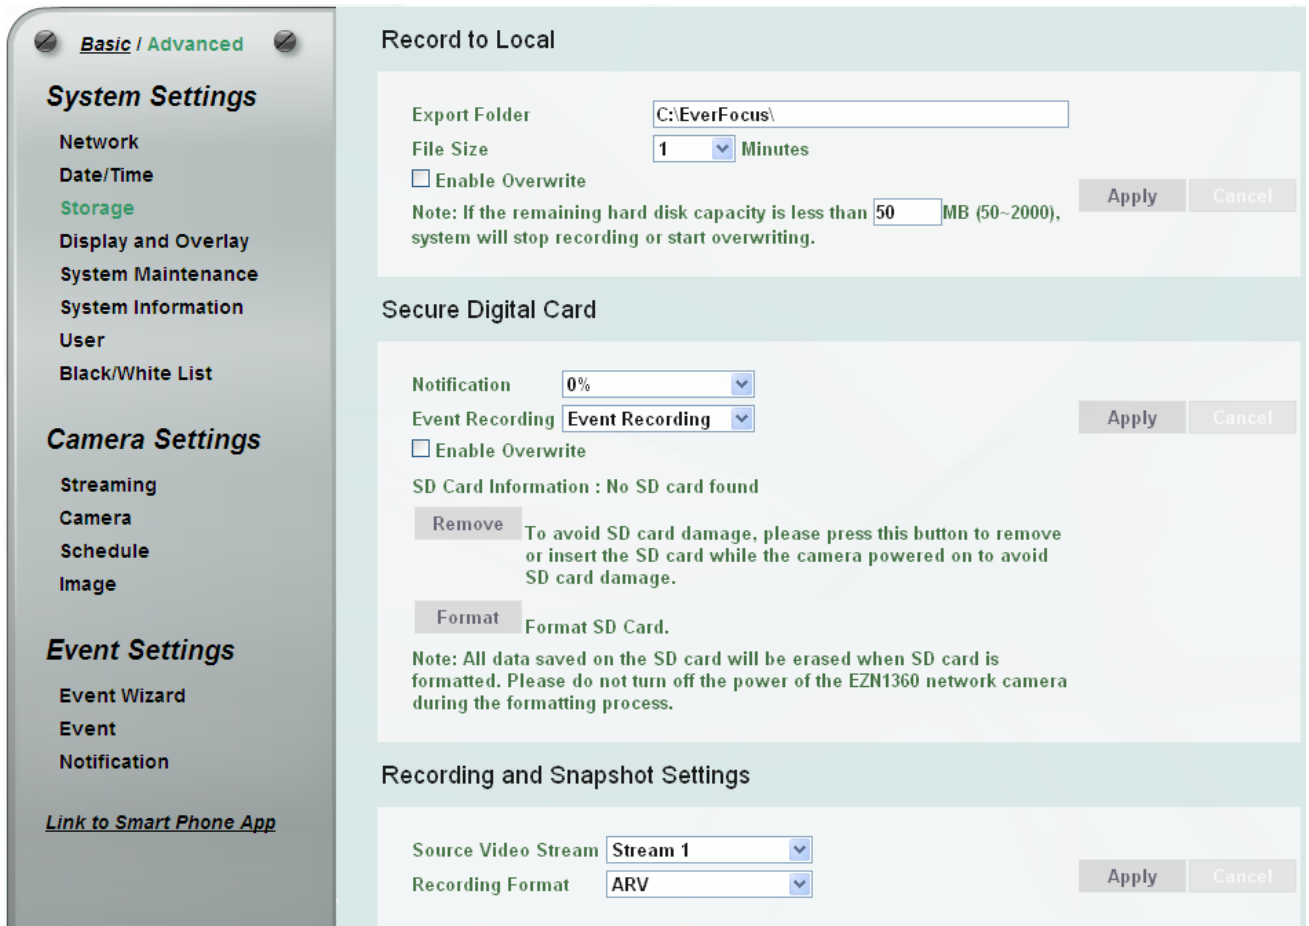 Basic / Advanced
System Settings
Network
Date/Time
Storage
Display and Overlay
System Maintenance
System Information
User
Black/White List
Camera Settings
Streaming
Camera
Schedule
Image
Event Settings
Event Wizard
Event
Notification
Link to Smart Phone App
Record to Local
Export Folder C:\EverFocus\
File Size 1 Minutes
Enable Overwrite
Note: If the remaining hard disk capacity is less than 50 MB (50~2000),
system will stop recording or start overwriting.
Apply Cancel
Secure Digital Card
Notification 0%
Event Recording Event Recording
Enable Overwrite
Apply Cancel
SD Card Information : No SD card found
Remove To avoid SD card damage, please press this button to remove
or insert the SD card while the camera powered on to avoid
SD card damage.
Format Format SD Card.
Note: All data saved on the SD card will be erased when SD card is
formatted. Please do not turn off the power of the EZN1360 network camera
during the formatting process.
Recording and Snapshot Settings
Source Video Stream Stream 1
Recording Format ARV
Apply Cancel